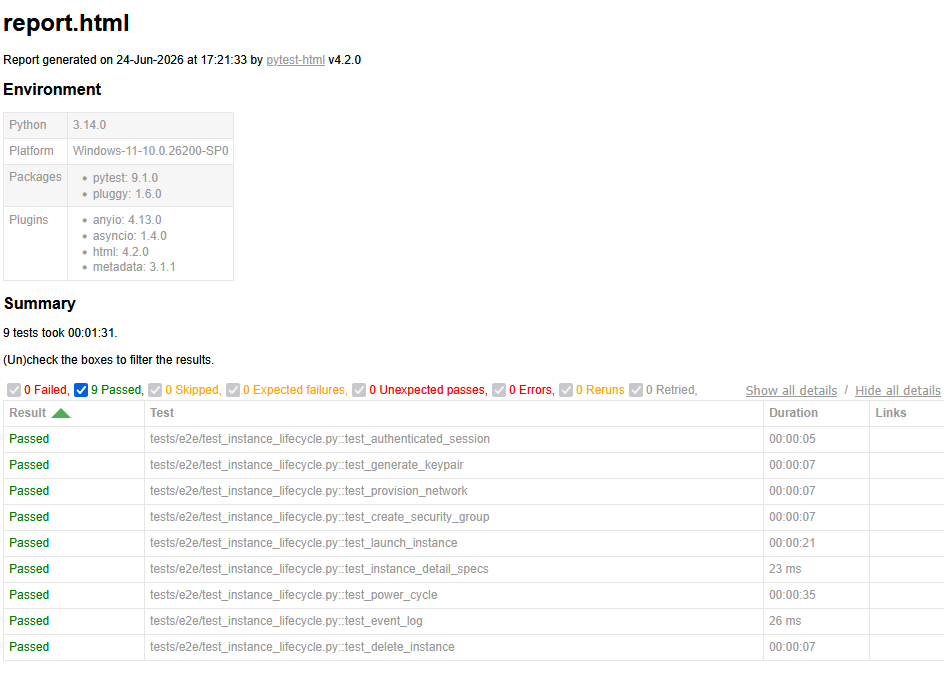 report.html
Report generated on 24-Jun-2026 at 17:21:33 by pytest-html v4.2.0
Environment
Python 3.14.0
Platform Windows-11-10.0.26200-SP0
Packages
• pytest: 9.1.0
• pluggy: 1.6.0
Plugins
• anyio: 4.13.0
• asyncio: 1.4.0
• html: 4.2.0
• metadata: 3.1.1
Summary
9 tests took 00:01:31.
(Un)check the boxes to filter the results.
0 Failed, 9 Passed, 0 Skipped, 0 Expected failures, 0 Unexpected passes, 0 Errors, 0 Reruns 0 Retried, Show all details / Hide all details
Result Test Duration Links
Passed tests/e2e/test_instance_lifecycle.py::test_authenticated_session 00:00:05
Passed tests/e2e/test_instance_lifecycle.py::test_generate_keypair 00:00:07
Passed tests/e2e/test_instance_lifecycle.py::test_provision_network 00:00:07
Passed tests/e2e/test_instance_lifecycle.py::test_create_security_group 00:00:07
Passed tests/e2e/test_instance_lifecycle.py::test_launch_instance 00:00:21
Passed tests/e2e/test_instance_lifecycle.py::test_instance_detail_specs 23 ms
Passed tests/e2e/test_instance_lifecycle.py::test_power_cycle 00:00:35
Passed tests/e2e/test_instance_lifecycle.py::test_event_log 26 ms
Passed tests/e2e/test_instance_lifecycle.py::test_delete_instance 00:00:07